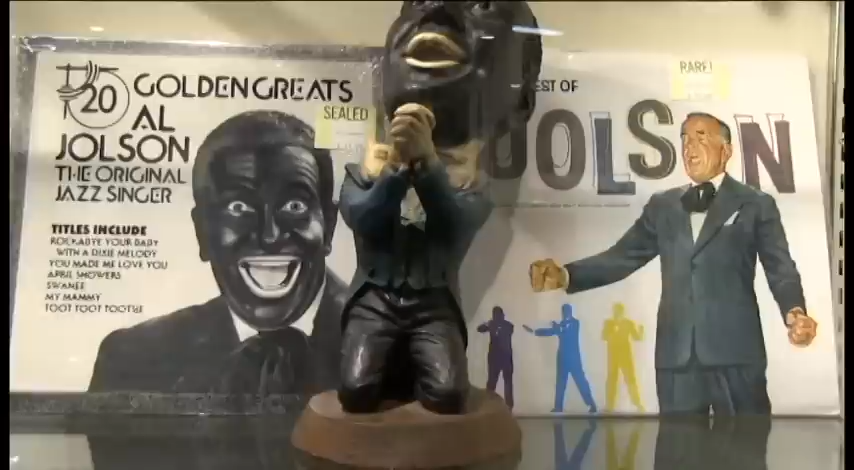 20
GOLDEN GREATS
AL
JOLSON
THE ORIGINAL
JAZZ SINGER
TITLES INCLUDE
ROCKABYE YOUR BABY
WITH A DIXIE MELODY
YOU MADE ME LOVE YOU
APRIL SHOWERS
SWANEE
MY MAMMY
TOOT TOOT TOOTSIE
SEALED
EST OF
JOLSON
RARE!